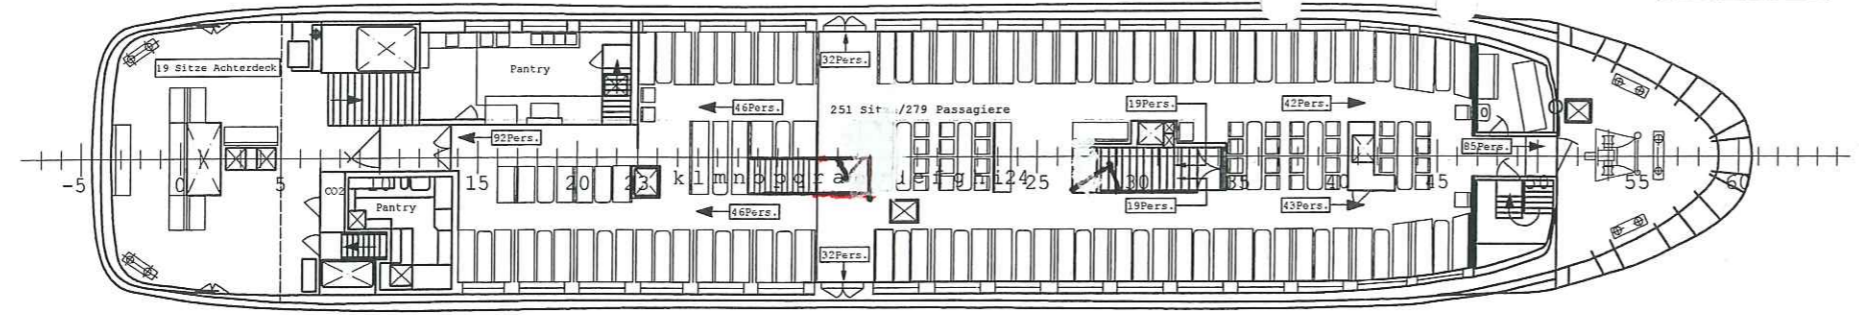 19 Sitze Achterdeck
Pantry
32Pers.
46Pers.
251 Sit /279 Passagiere
19Pers.
42Pers.
92Pers.
85Pers.
-5 0 5 10 15 20 23 k l m n o p q r a d e f g h i 24 25 30 35 40 45 50 55 60
CO2
Pantry
46Pers.
19Pers.
43Pers.
32Pers.